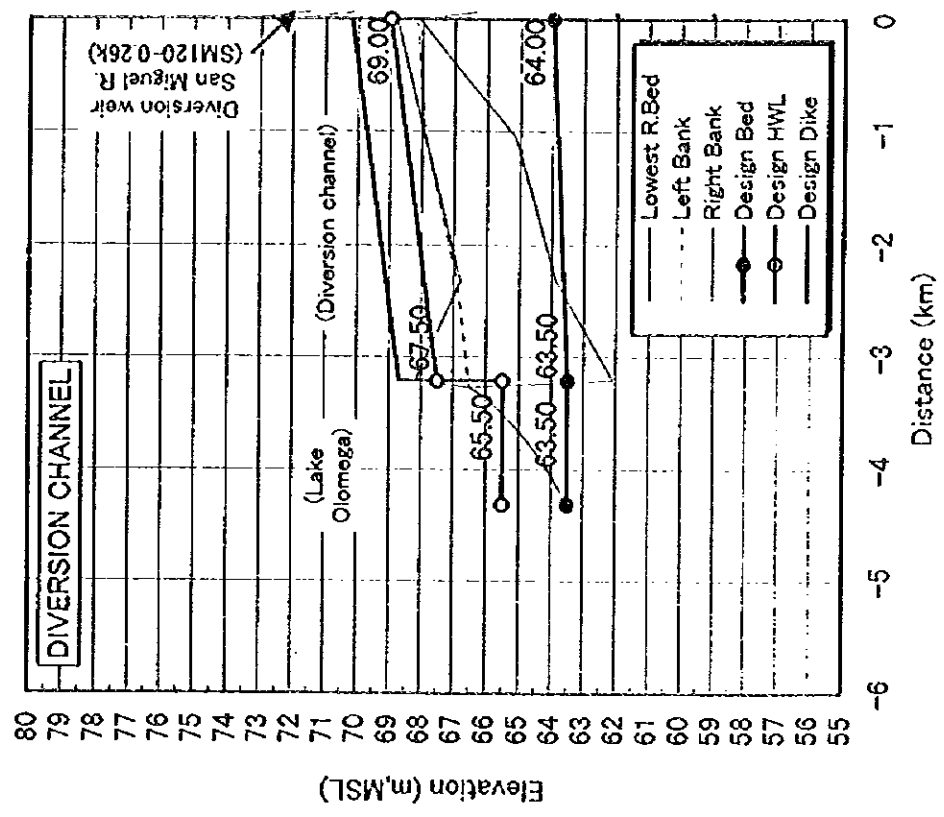 DIVERSION CHANNEL
Diversion weir
San Miguel R.
(SM120-0.26k)
(Lake
Olomega)
(Diversion channel)
69.00
67.50
65.50
64.00
63.50
63.50
Elevation (m,MSL)
80
79
78
77
76
75
74
73
72
71
70
69
68
67
66
65
64
63
62
61
60
59
58
57
56
55
-6
-5
-4
-3
-2
-1
0
Distance (km)
Lowest R.Bed
Left Bank
Right Bank
Design Bed
Design HWL
Design Dike